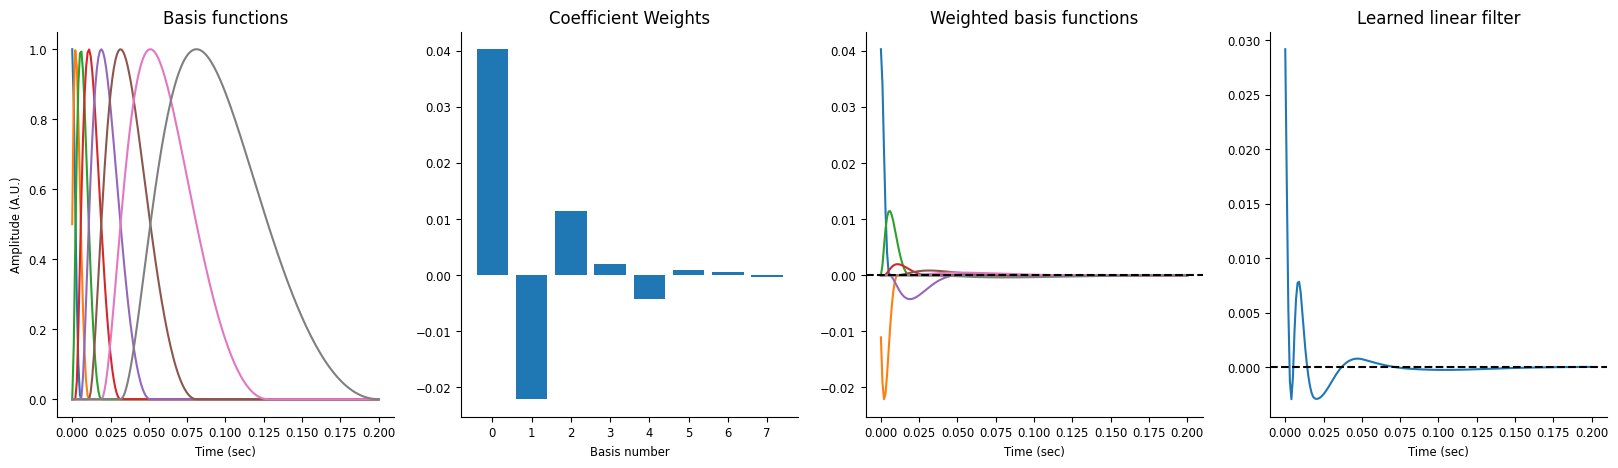 Basis functions
1.0
0.8
0.6
0.4
0.2
0.0
Amplitude (A.U.)
0.000 0.025 0.050 0.075 0.100 0.125 0.150 0.175 0.200
Time (sec)
Coefficient Weights
0.04
0.03
0.02
0.01
0.00
−0.01
−0.02
0 1 2 3 4 5 6 7
Basis number
Weighted basis functions
0.04
0.03
0.02
0.01
0.00
−0.01
−0.02
0.000 0.025 0.050 0.075 0.100 0.125 0.150 0.175 0.200
Time (sec)
Learned linear filter
0.030
0.025
0.020
0.015
0.010
0.005
0.000
0.000 0.025 0.050 0.075 0.100 0.125 0.150 0.175 0.200
Time (sec)